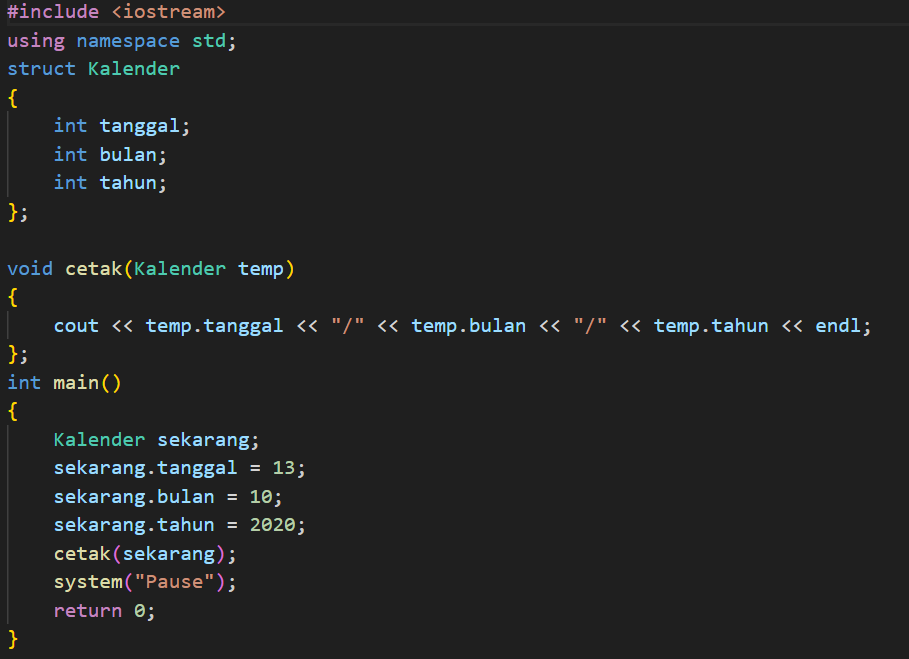 #include <iostream>
using namespace std;
struct Kalender
{
    int tanggal;
    int bulan;
    int tahun;
};

void cetak(Kalender temp)
{
    cout << temp.tanggal << "/" << temp.bulan << "/" << temp.tahun << endl;
};
int main()
{
    Kalender sekarang;
    sekarang.tanggal = 13;
    sekarang.bulan = 10;
    sekarang.tahun = 2020;
    cetak(sekarang);
    system("Pause");
    return 0;
}